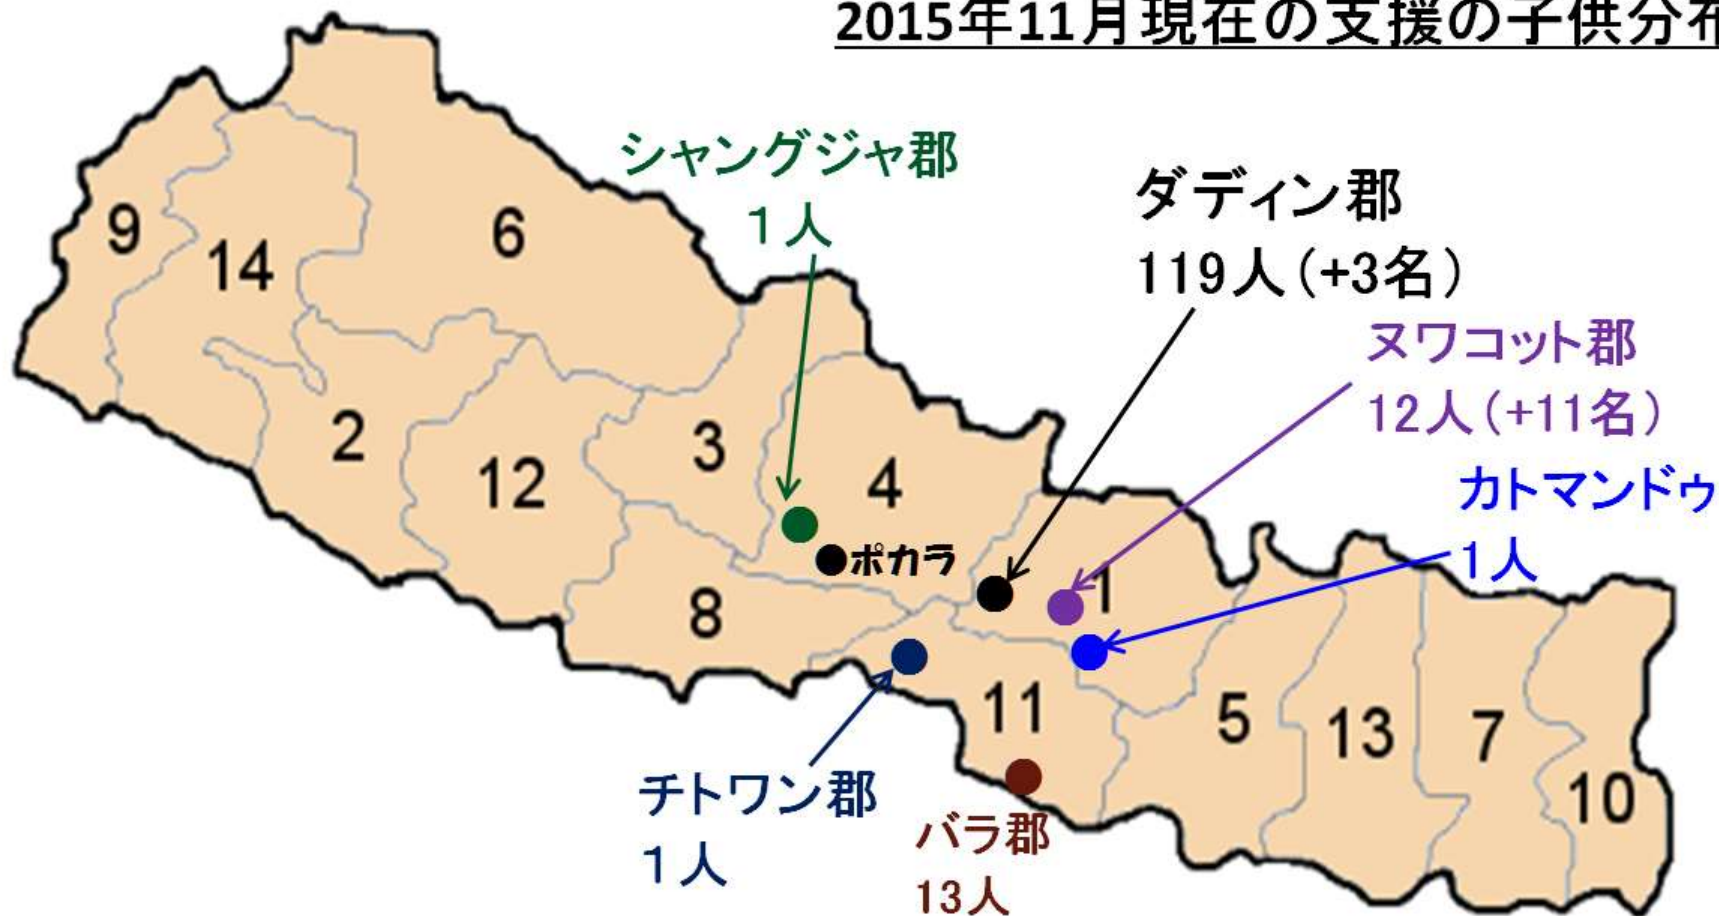 2015年11月現在の支援の子供分布
シャングジャ郡
1人
ダディン郡
119人(+3名)
ヌワコット郡
12人(+11名)
カトマンドゥ
1人
9
14
6
2
12
3
4
ポカラ
8
1
11
5
13
7
10
チトワン郡
1人
バラ郡
13人